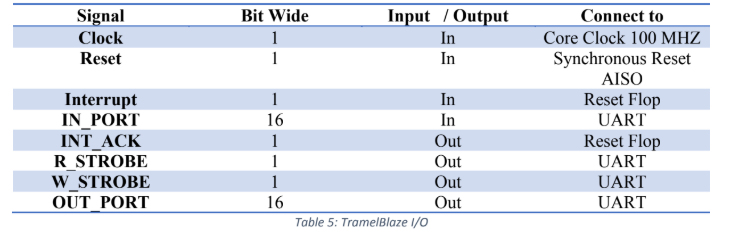 Signal Bit Wide Input / Output Connect to
Clock 1 In Core Clock 100 MHZ
Reset 1 In Synchronous Reset
AISO
Interrupt 1 In Reset Flop
IN_PORT 16 In UART
INT_ACK 1 Out Reset Flop
R_STROBE 1 Out UART
W_STROBE 1 Out UART
OUT_PORT 16 Out UART
Table 5: TramelBlaze I/O